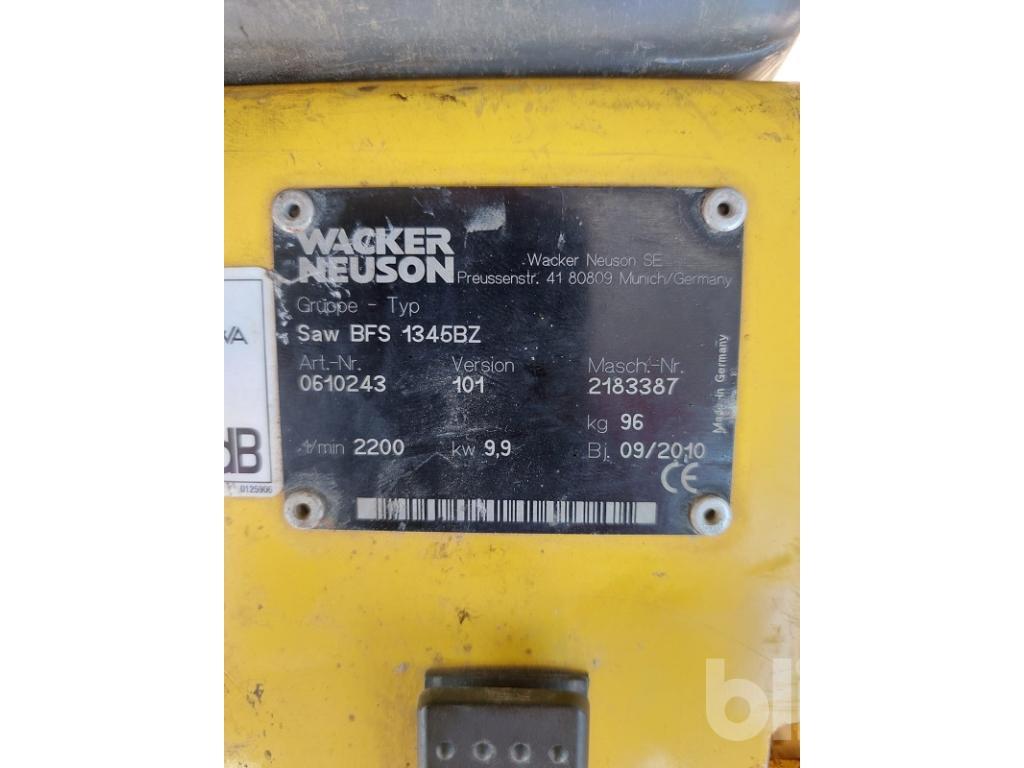 WACKER
NEUSON
Wacker Neuson SE
Preussenstr. 41 80809 Munich/Germany
Gruppe - Typ
Saw BFS 1345BZ
Art.-Nr. Version Masch.-Nr.
0610243 101 2183387
kg 96
1/min 2200 kw 9,9 Bj. 09/2010
CE
Made in Germany
dB
0125906